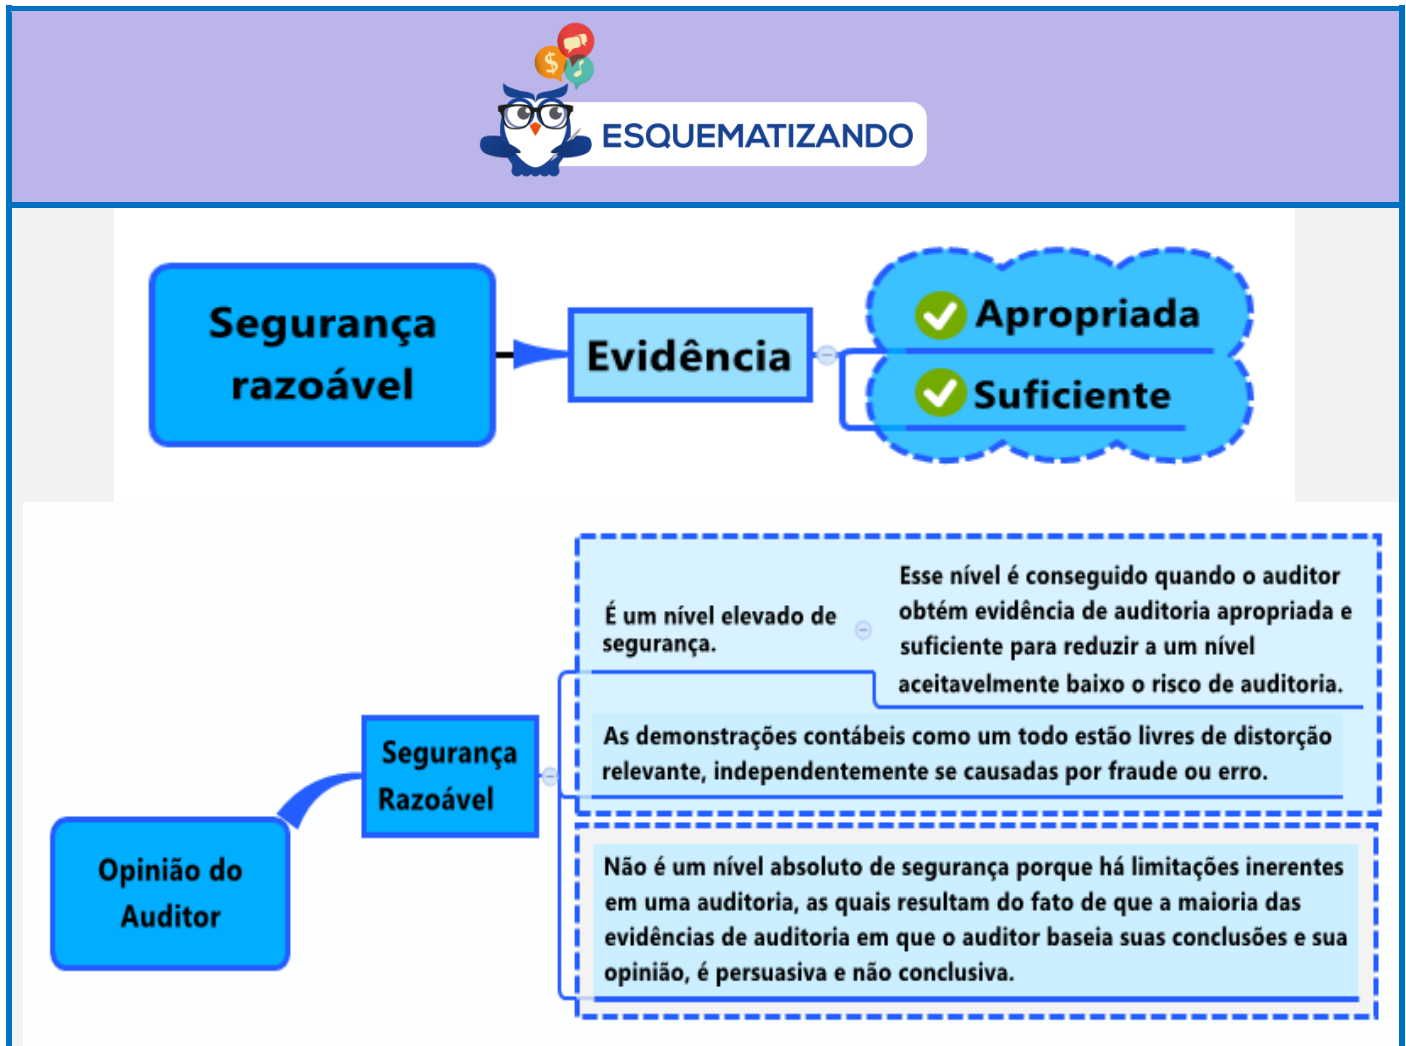 ESQUEMATIZANDO
Segurança
razoável
Evidência
Apropriada
Suficiente
É um nível elevado de
segurança.
Esse nível é conseguido quando o auditor
obtém evidência de auditoria apropriada e
suficiente para reduzir a um nível
aceitavelmente baixo o risco de auditoria.
As demonstrações contábeis como um todo estão livres de distorção
relevante, independentemente se causadas por fraude ou erro.
Segurança
Razoável
Opinião do
Auditor
Não é um nível absoluto de segurança porque há limitações inerentes
em uma auditoria, as quais resultam do fato de que a maioria das
evidências de auditoria em que o auditor baseia suas conclusões e sua
opinião, é persuasiva e não conclusiva.